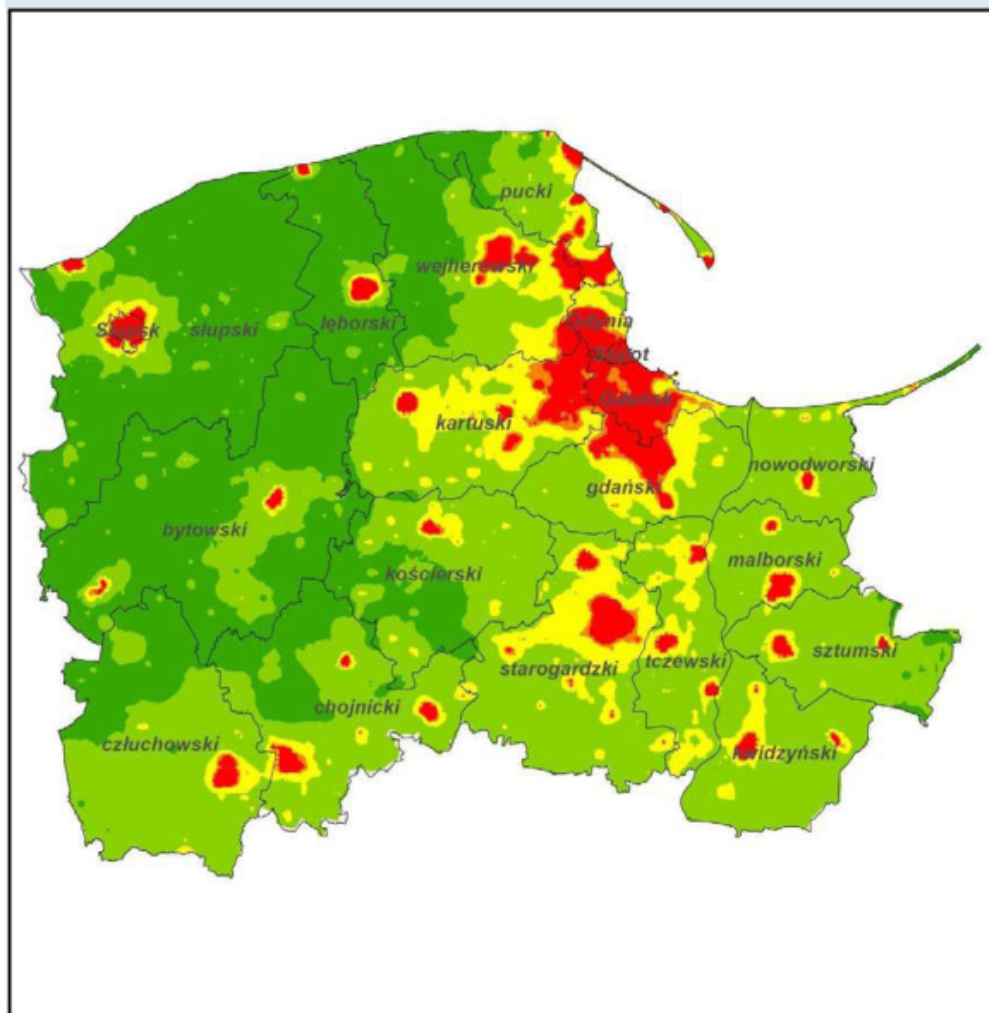 pucki
wejherowski
Słupsk
słupski
lęborski
Gdynia
Sopot
Gdańsk
kartuski
gdański
nowodworski
bytowski
kościerski
malborski
starogardzki
tczewski
sztumski
chojnicki
człuchowski
kwidzyński